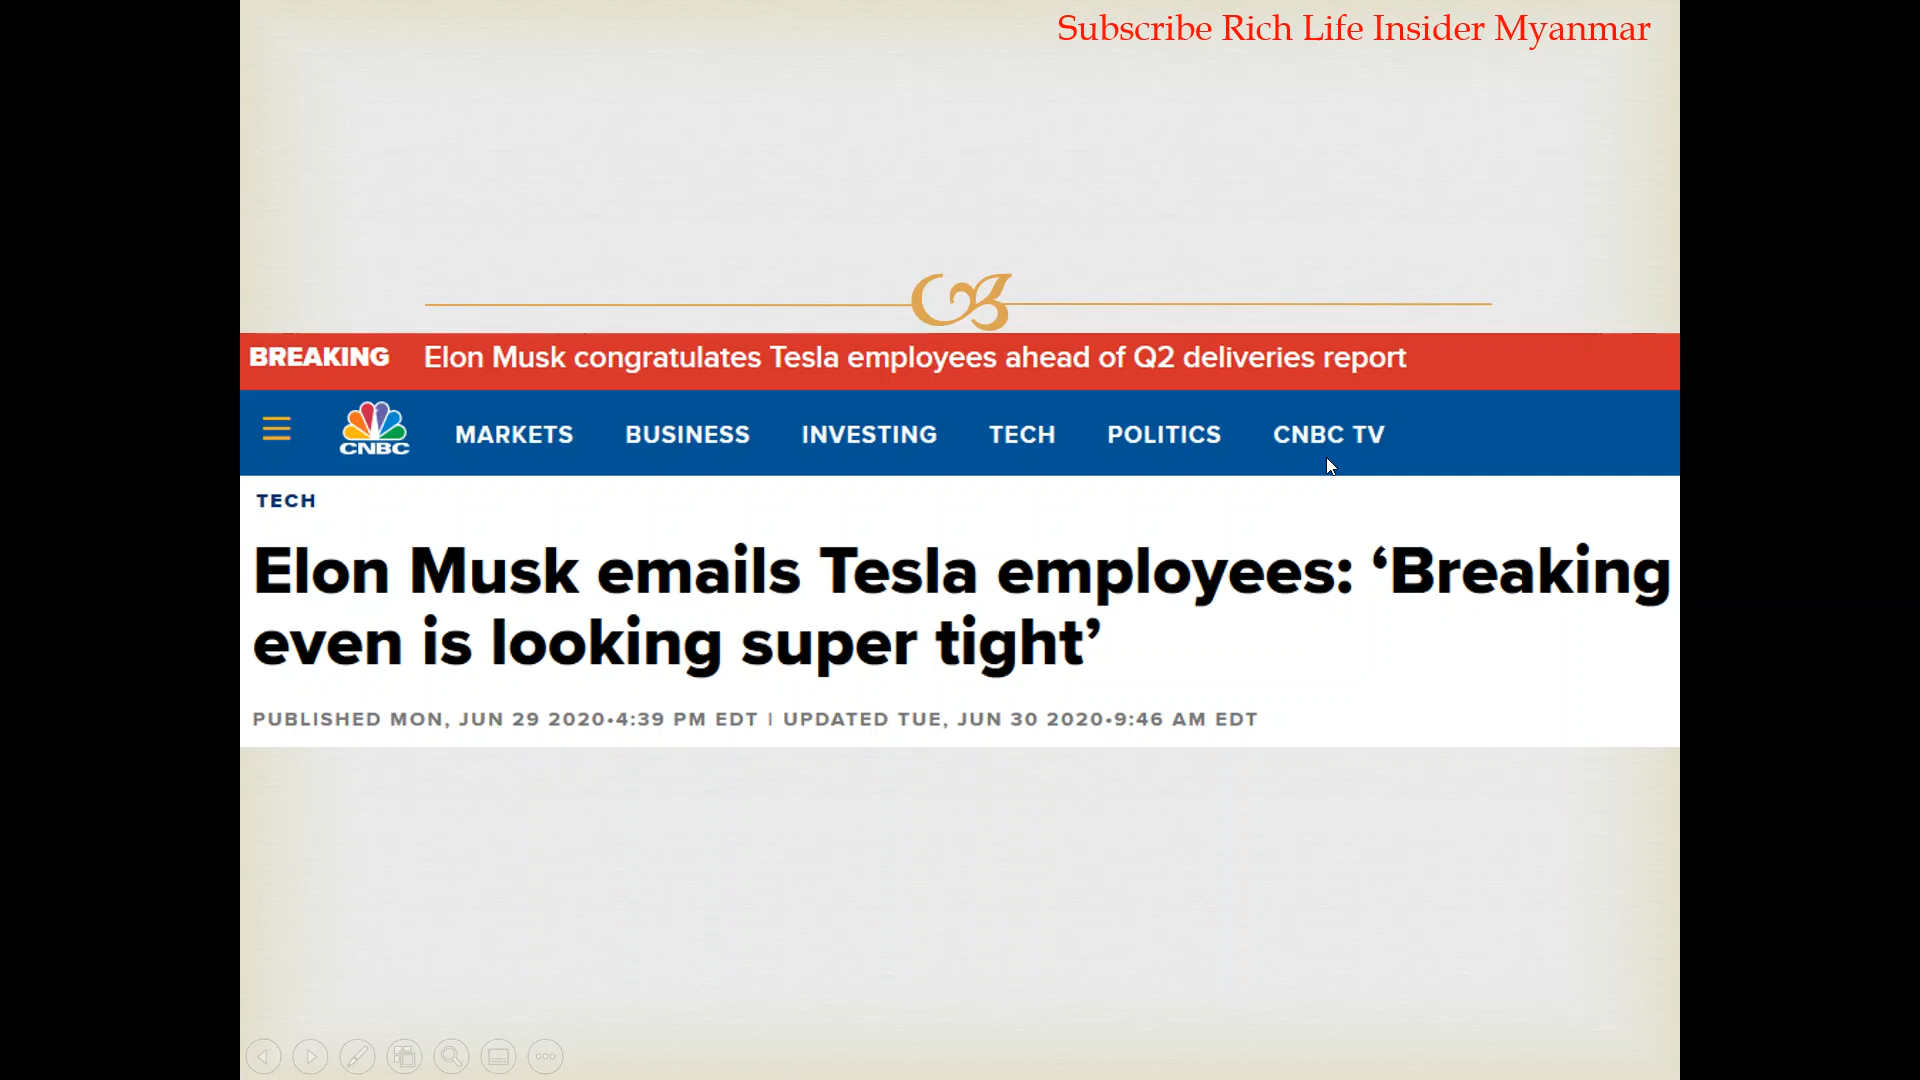 Subscribe Rich Life Insider Myanmar
BREAKING Elon Musk congratulates Tesla employees ahead of Q2 deliveries report
CNBC MARKETS BUSINESS INVESTING TECH POLITICS CNBC TV
TECH
Elon Musk emails Tesla employees: ‘Breaking
even is looking super tight’
PUBLISHED MON, JUN 29 2020•4:39 PM EDT | UPDATED TUE, JUN 30 2020•9:46 AM EDT